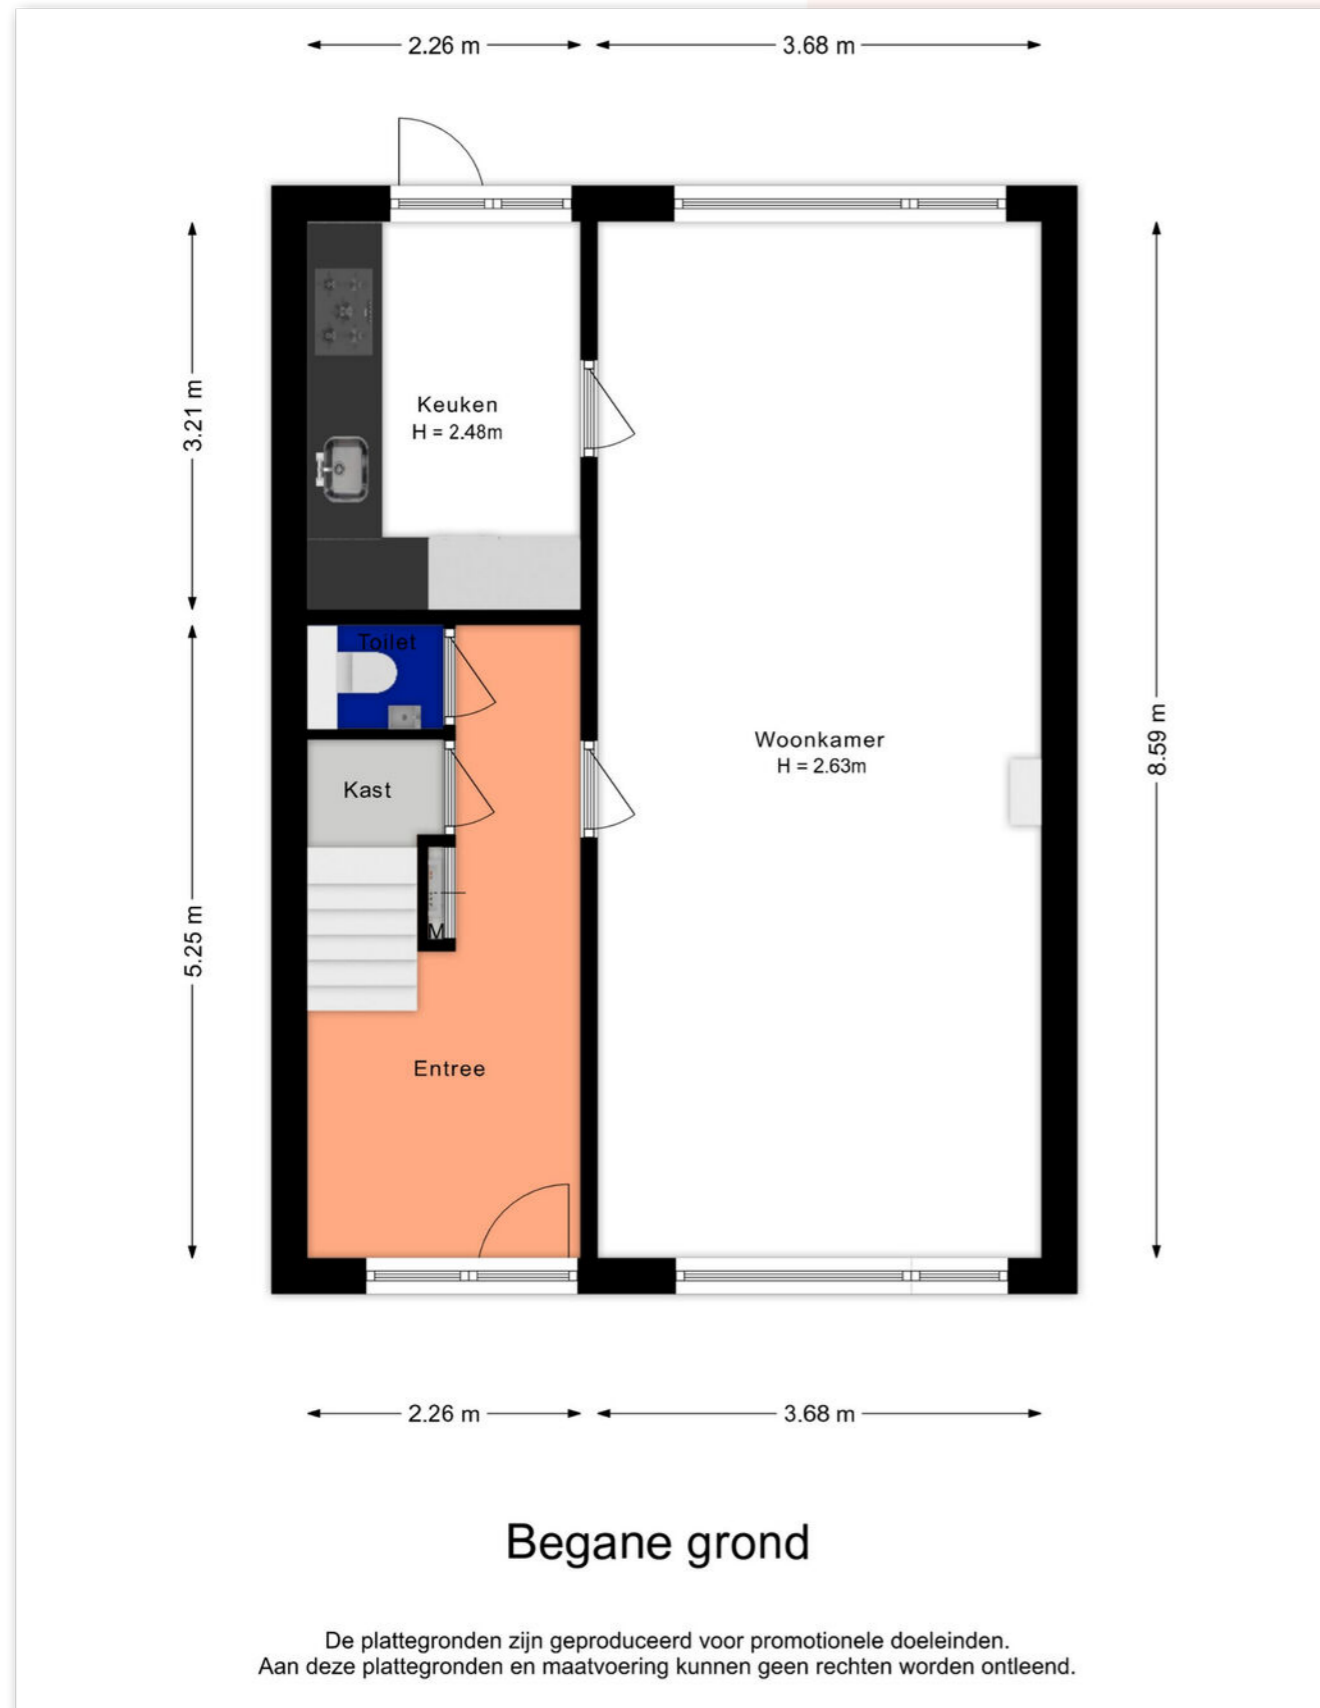 2.26 m
3.68 m
3.21 m
Keuken
H = 2.48m
Toilet
Woonkamer
H = 2.63m
8.59 m
Kast
5.25 m
M
Entree
2.26 m
3.68 m
Begane grond
De plattegronden zijn geproduceerd voor promotionele doeleinden.
Aan deze plattegronden en maatvoering kunnen geen rechten worden ontleend.